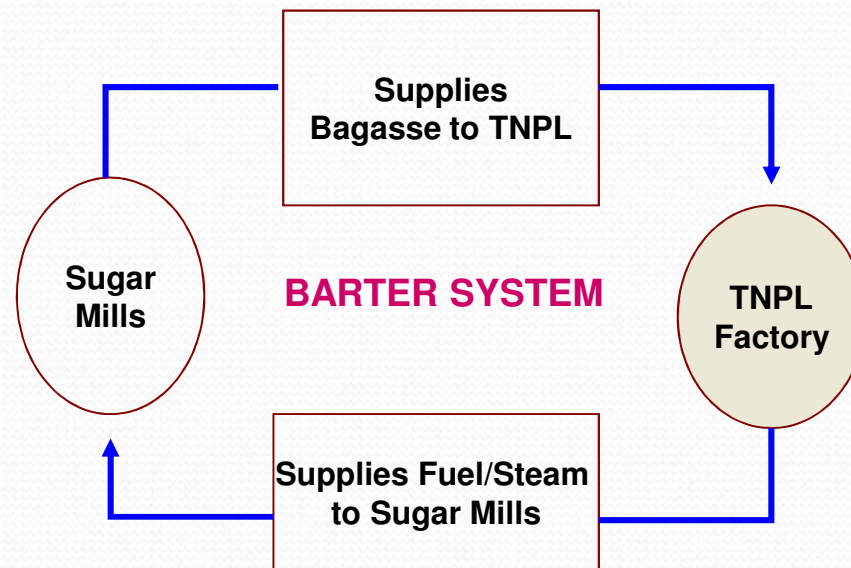 Supplies
Bagasse to TNPL
Sugar
Mills
BARTER SYSTEM
TNPL
Factory
Supplies Fuel/Steam
to Sugar Mills